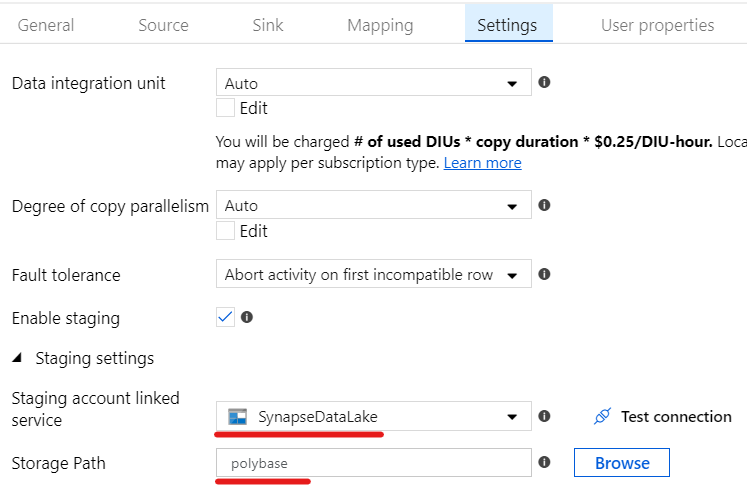 General Source Sink Mapping Settings User properties
Data integration unit Auto
Edit
You will be charged # of used DIUs * copy duration * $0.25/DIU-hour. Loca
may apply per subscription type. Learn more
Degree of copy parallelism Auto
Edit
Fault tolerance Abort activity on first incompatible row
Enable staging
Staging settings
Staging account linked
service
SynapseDataLake Test connection
Storage Path polybase Browse